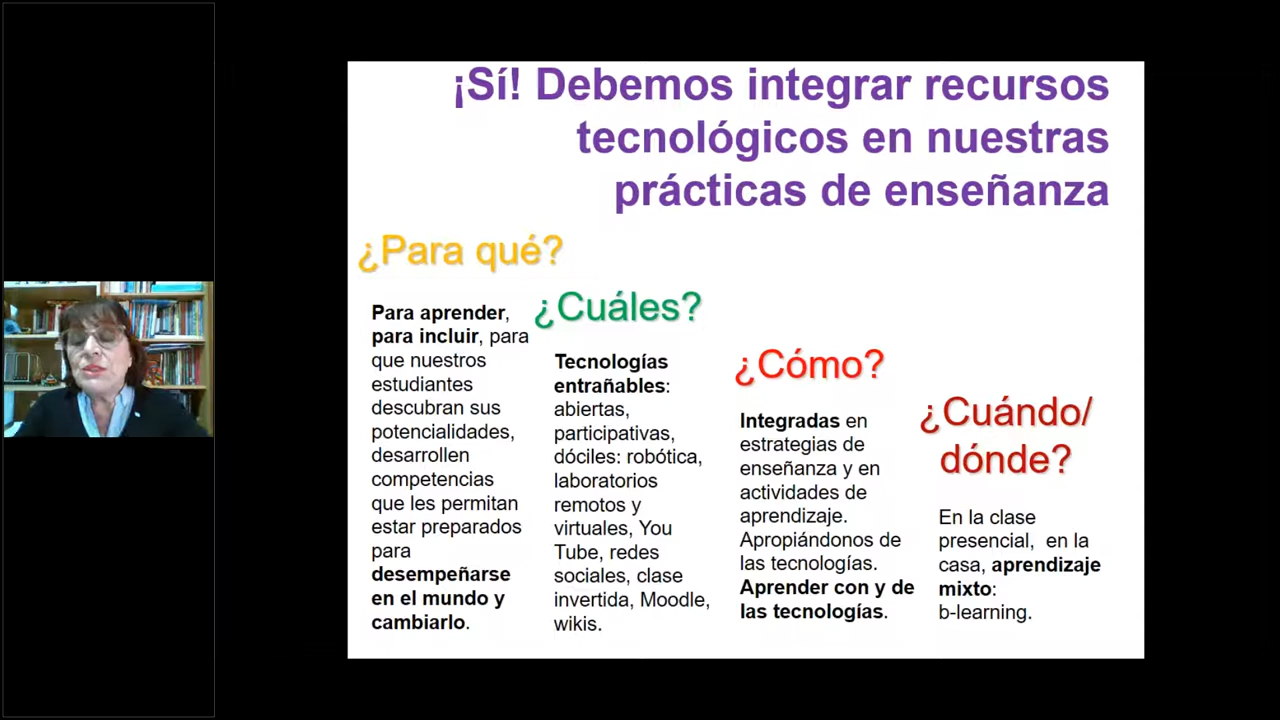 ¡Sí! Debemos integrar recursos
tecnológicos en nuestras
prácticas de enseñanza
¿Para qué?
Para aprender,
para incluir, para
que nuestros
estudiantes
descubran sus
potencialidades,
desarrollen
competencias
que les permitan
estar preparados
para
desempeñarse
en el mundo y
cambiarlo.
¿Cuáles?
Tecnologías
entrañables:
abiertas,
participativas,
dóciles: robótica,
laboratorios
remotos y
virtuales, You
Tube, redes
sociales, clase
invertida, Moodle,
wikis.
¿Cómo?
Integradas en
estrategias de
enseñanza y en
actividades de
aprendizaje.
Apropiándonos de
las tecnologías.
Aprender con y de
las tecnologías.
¿Cuándo/
dónde?
En la clase
presencial, en la
casa, aprendizaje
mixto:
b-learning.